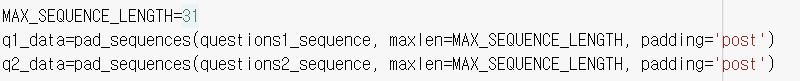 MAX_SEQUENCE_LENGTH=31
q1_data=pad_sequences(questions1_sequence, maxlen=MAX_SEQUENCE_LENGTH, padding='post')
q2_data=pad_sequences(questions2_sequence, maxlen=MAX_SEQUENCE_LENGTH, padding='post')